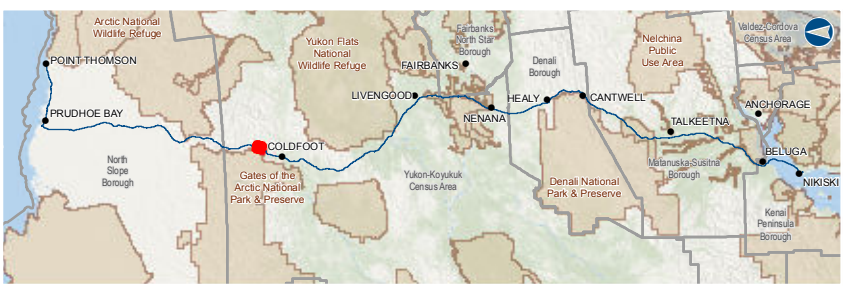 Arctic National
Wildlife Refuge
POINT THOMSON
PRUDHOE BAY
North
Slope
Borough
COLDFOOT
Gates of the
Arctic National
Park & Preserve
Yukon Flats
National
Wildlife Refuge
LIVENGOOD
Fairbanks
North Star
Borough
FAIRBANKS
NENANA
Yukon-Koyukuk
Census Area
Denali
Borough
HEALY
CANTWELL
Denali National
Park & Preserve
Nelchina
Public
Use Area
TALKEETNA
Matanuska-Susitna
Borough
Valdez-Cordova
Census Area
ANCHORAGE
BELUGA
NIKISKI
Kenai
Peninsula
Borough